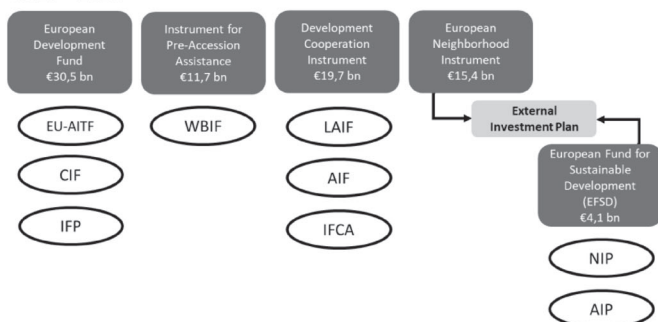 European
Development
Fund
€30,5 bn
Instrument for
Pre-Accession
Assistance
€11,7 bn
Development
Cooperation
Instrument
€19,7 bn
European
Neighborhood
Instrument
€15,4 bn
EU-AITF
CIF
IFP
WBIF
LAIF
AIF
IFCA
External
Investment Plan
European Fund for
Sustainable
Development
(EFSD)
€4,1 bn
NIP
AIP